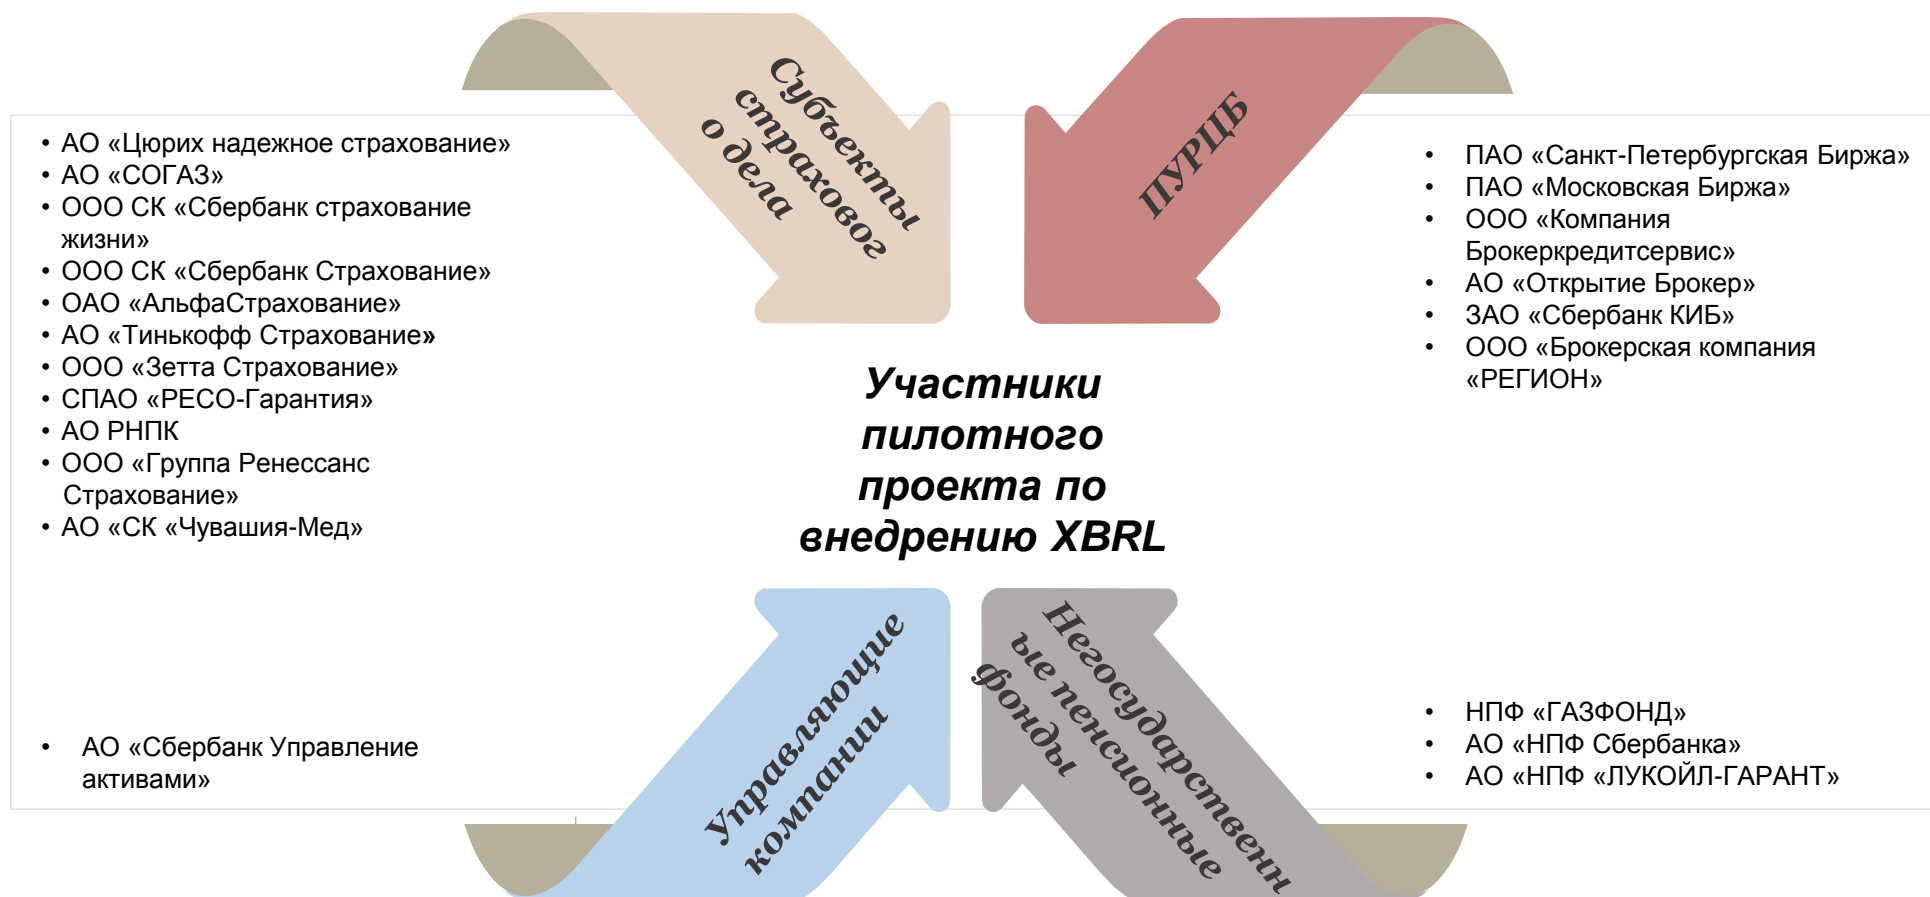 Субъекты
страховог
о дела
ПУРЦБ
• АО «Цюрих надежное страхование»
• АО «СОГАЗ»
• ООО СК «Сбербанк страхование
жизни»
• ООО СК «Сбербанк Страхование»
• ОАО «АльфаСтрахование»
• АО «Тинькофф Страхование»
• ООО «Зетта Страхование»
• СПАО «РЕСО-Гарантия»
• АО РНПК
• ООО «Группа Ренессанс
Страхование»
• АО «СК «Чувашия-Мед»
• ПАО «Санкт-Петербургская Биржа»
• ПАО «Московская Биржа»
• ООО «Компания
Брокеркредитсервис»
• АО «Открытие Брокер»
• ЗАО «Сбербанк КИБ»
• ООО «Брокерская компания
«РЕГИОН»
Участники
пилотного
проекта по
внедрению XBRL
Управляющие
компании
Негосударственн
ые пенсионные
фонды
• АО «Сбербанк Управление
активами»
• НПФ «ГАЗФОНД»
• АО «НПФ Сбербанка»
• АО «НПФ «ЛУКОЙЛ-ГАРАНТ»